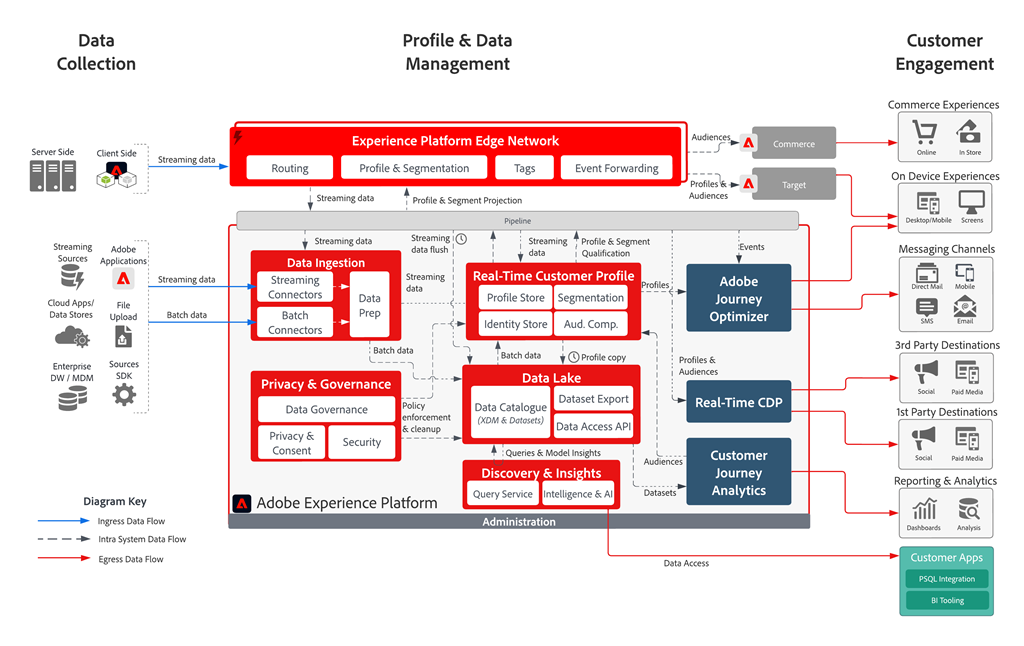 Data
Collection
Profile & Data
Management
Customer
Engagement
Server Side
Client Side
Streaming data
Experience Platform Edge Network
Routing
Profile & Segmentation
Tags
Event Forwarding
Audiences
Commerce
Profiles &
Audiences
Target
Commerce Experiences
Online
In Store
On Device Experiences
Desktop/Mobile
Screens
Streaming data
Profile & Segment Projection
Pipeline
Streaming
Sources
Adobe
Applications
Streaming data
Cloud Apps/
Data Stores
File
Upload
Batch data
Enterprise
DW / MDM
Sources
SDK
Streaming data
Streaming
data flush
Streaming
data
Profile & Segment
Qualification
Events
Data Ingestion
Streaming
Connectors
Batch
Connectors
Data
Prep
Streaming
data
Batch data
Real-Time Customer Profile
Profile Store
Segmentation
Identity Store
Aud. Comp.
Profiles
Adobe
Journey
Optimizer
Messaging Channels
Direct Mail
Mobile
SMS
Email
Batch data
Profile copy
Profiles &
Audiences
Privacy & Governance
Data Governance
Privacy &
Consent
Security
Policy
enforcement
& cleanup
Data Lake
Data Catalogue
(XDM & Datasets)
Dataset Export
Data Access API
Real-Time CDP
3rd Party Destinations
Social
Paid Media
1st Party Destinations
Social
Paid Media
Queries & Model Insights
Audiences
Datasets
Customer
Journey
Analytics
Discovery & Insights
Query Service
Intelligence & AI
Reporting & Analytics
Dashboards
Analysis
Adobe Experience Platform
Administration
Data Access
Customer Apps
PSQL Integration
BI Tooling
Diagram Key
Ingress Data Flow
Intra System Data Flow
Egress Data Flow